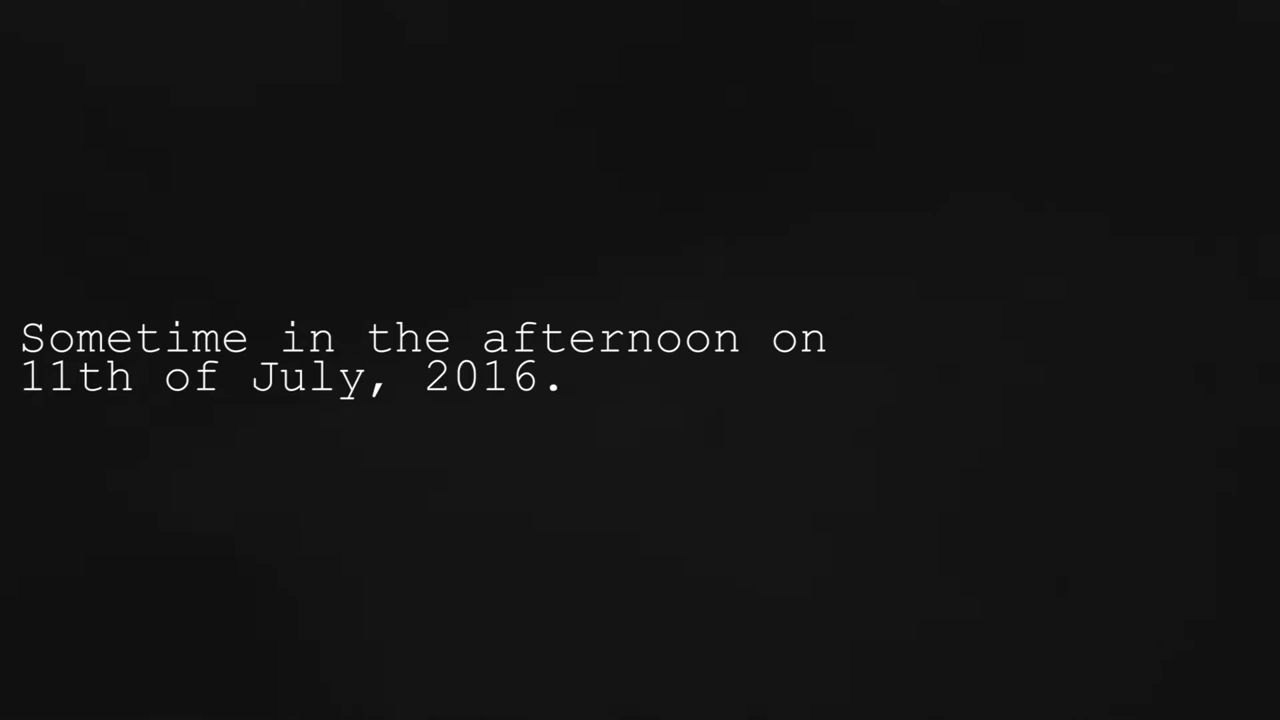 Sometime in the afternoon on
11th of July, 2016.